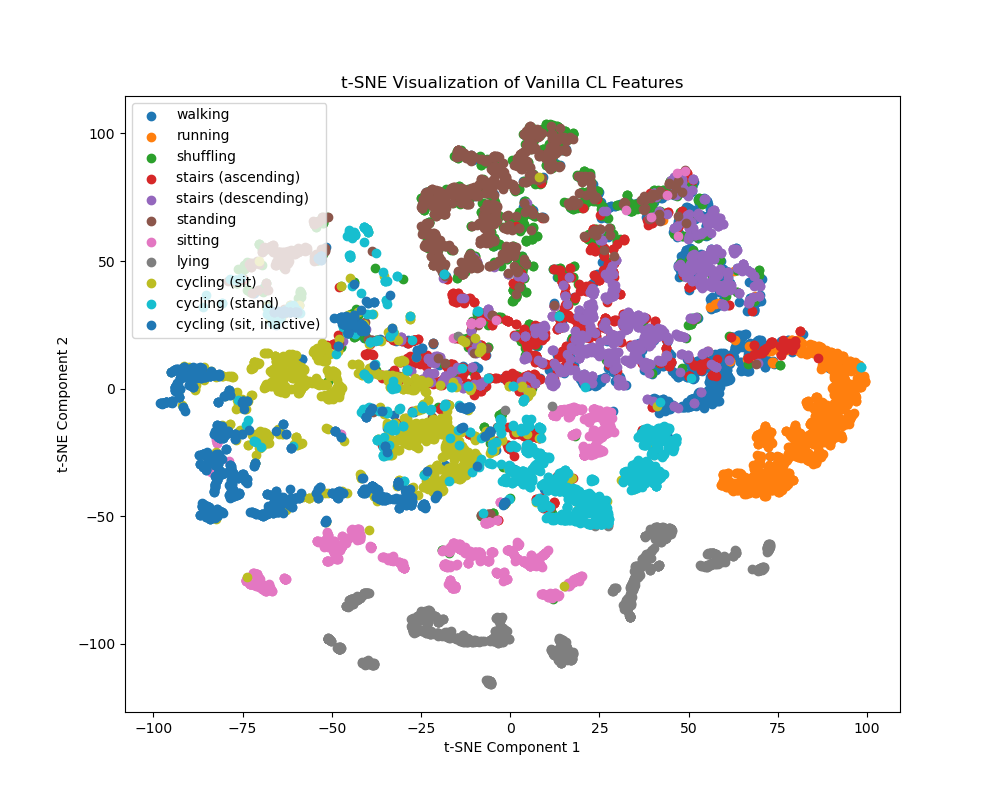 t-SNE Visualization of Vanilla CL Features
walking
running
shuffling
stairs (ascending)
stairs (descending)
standing
sitting
lying
cycling (sit)
cycling (stand)
cycling (sit, inactive)
100
50
0
−50
−100
t-SNE Component 2
−100
−75
−50
−25
0
25
50
75
100
t-SNE Component 1